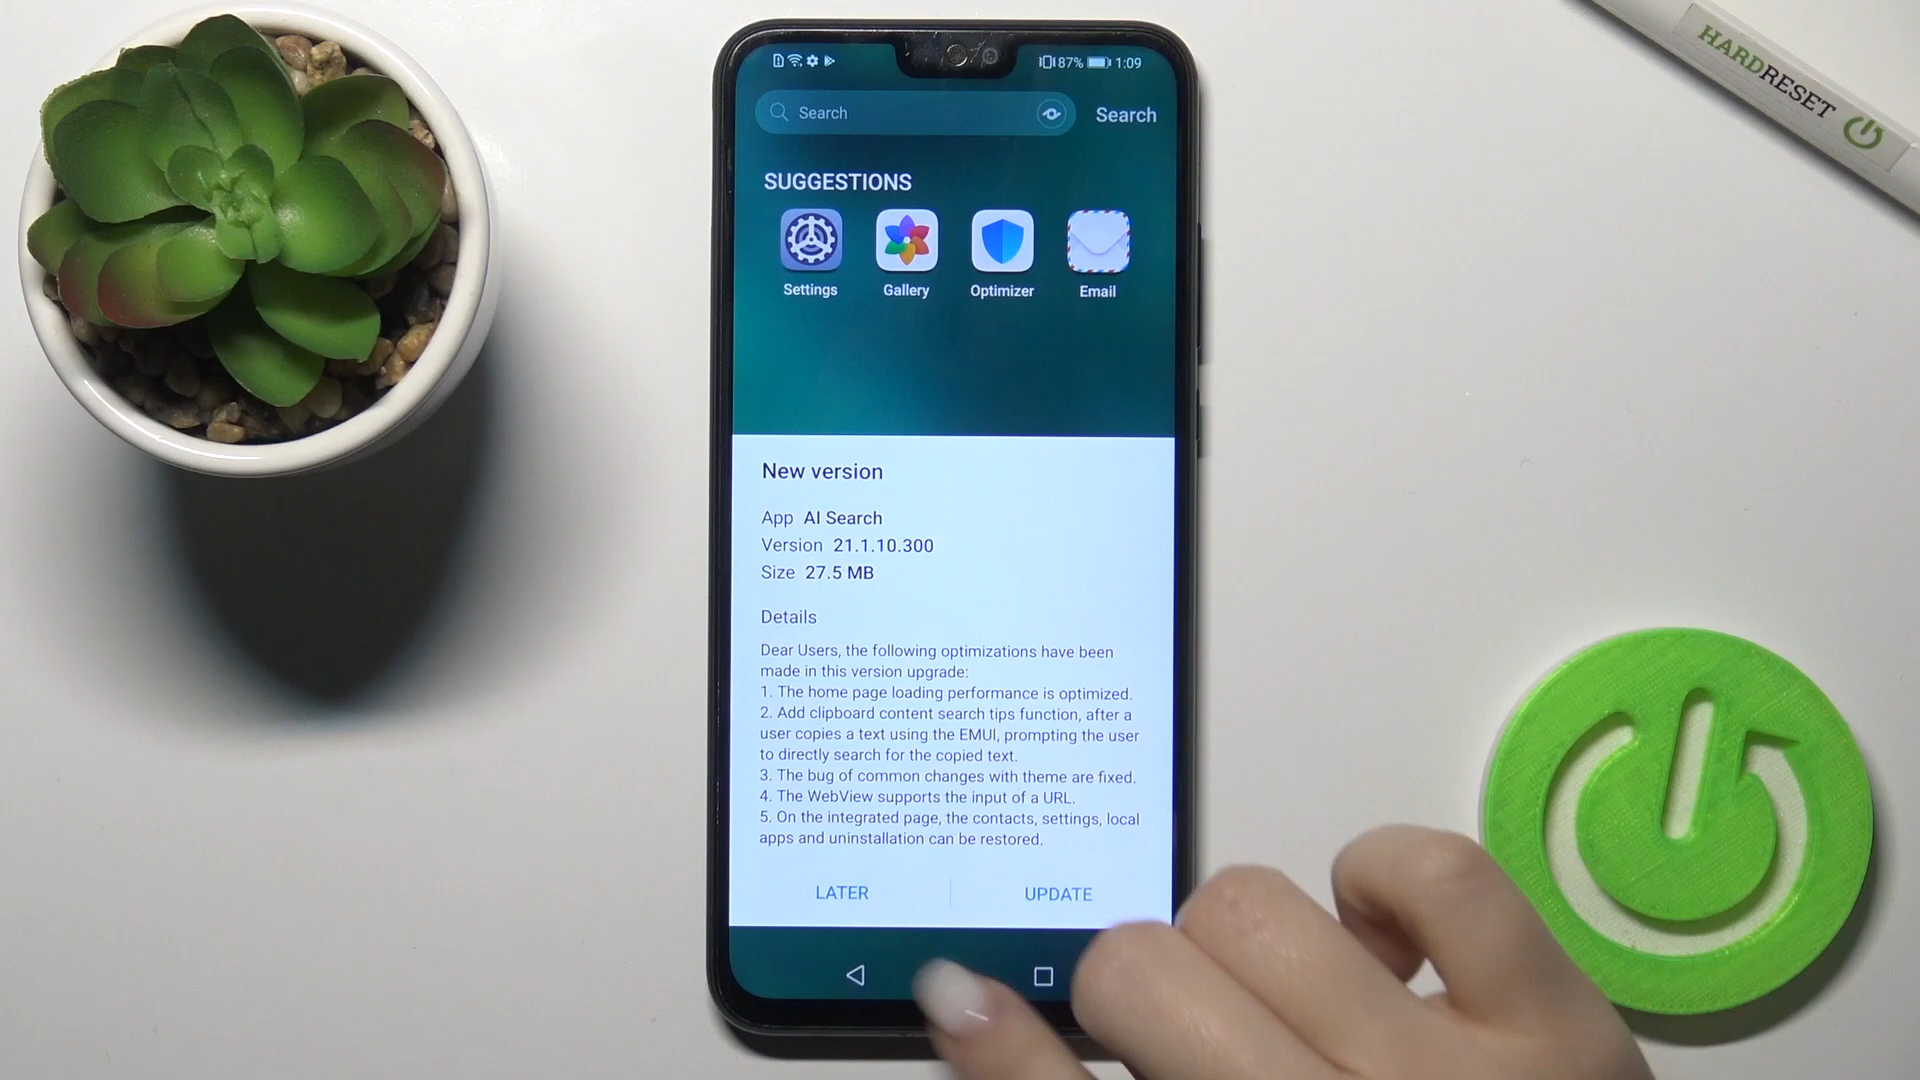 HARDRESET
87% 1:09
Search Search
SUGGESTIONS
Settings Gallery Optimizer Email
New version
App AI Search
Version 21.1.10.300
Size 27.5 MB
Details
Dear Users, the following optimizations have been
made in this version upgrade:
1. The home page loading performance is optimized.
2. Add clipboard content search tips function, after a
user copies a text using the EMUI, prompting the user
to directly search for the copied text.
3. The bug of common changes with theme are fixed.
4. The WebView supports the input of a URL.
5. On the integrated page, the contacts, settings, local
apps and uninstallation can be restored.
LATER UPDATE